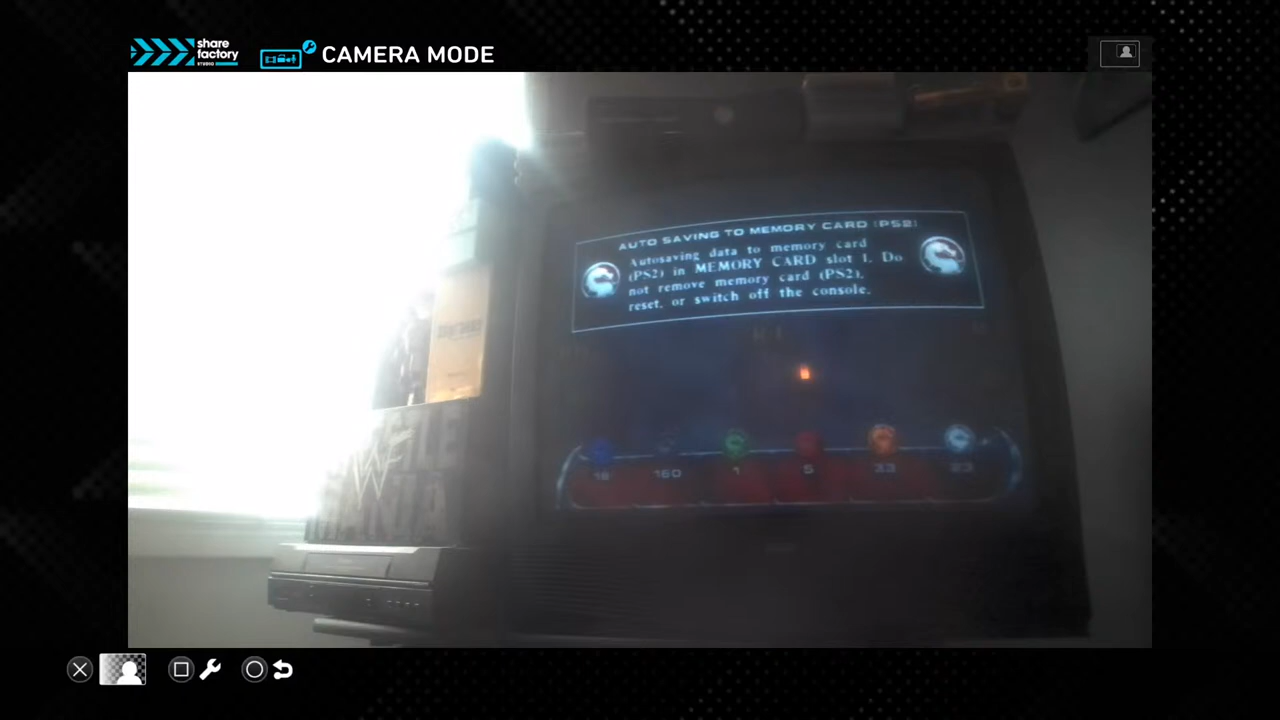 share
factory
STUDIO
CAMERA MODE
AUTO SAVING TO MEMORY CARD (PS2)
Autosaving data to memory card
(PS2) in MEMORY CARD slot 1. Do
not remove memory card (PS2),
reset, or switch off the console.
16 160 1 5 33 23